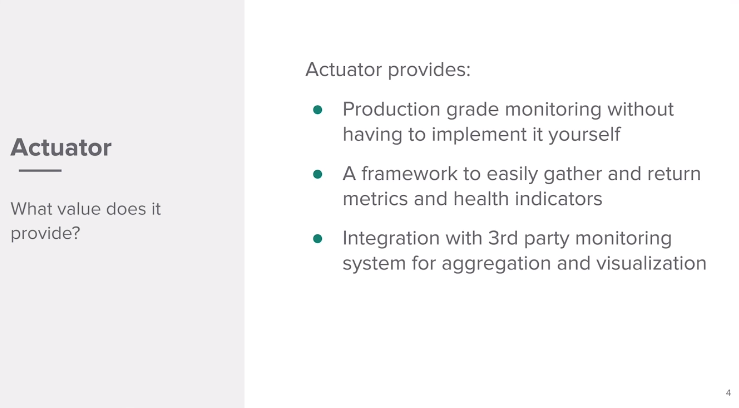 Actuator
What value does it
provide?
Actuator provides:
● Production grade monitoring without
having to implement it yourself
● A framework to easily gather and return
metrics and health indicators
● Integration with 3rd party monitoring
system for aggregation and visualization
4